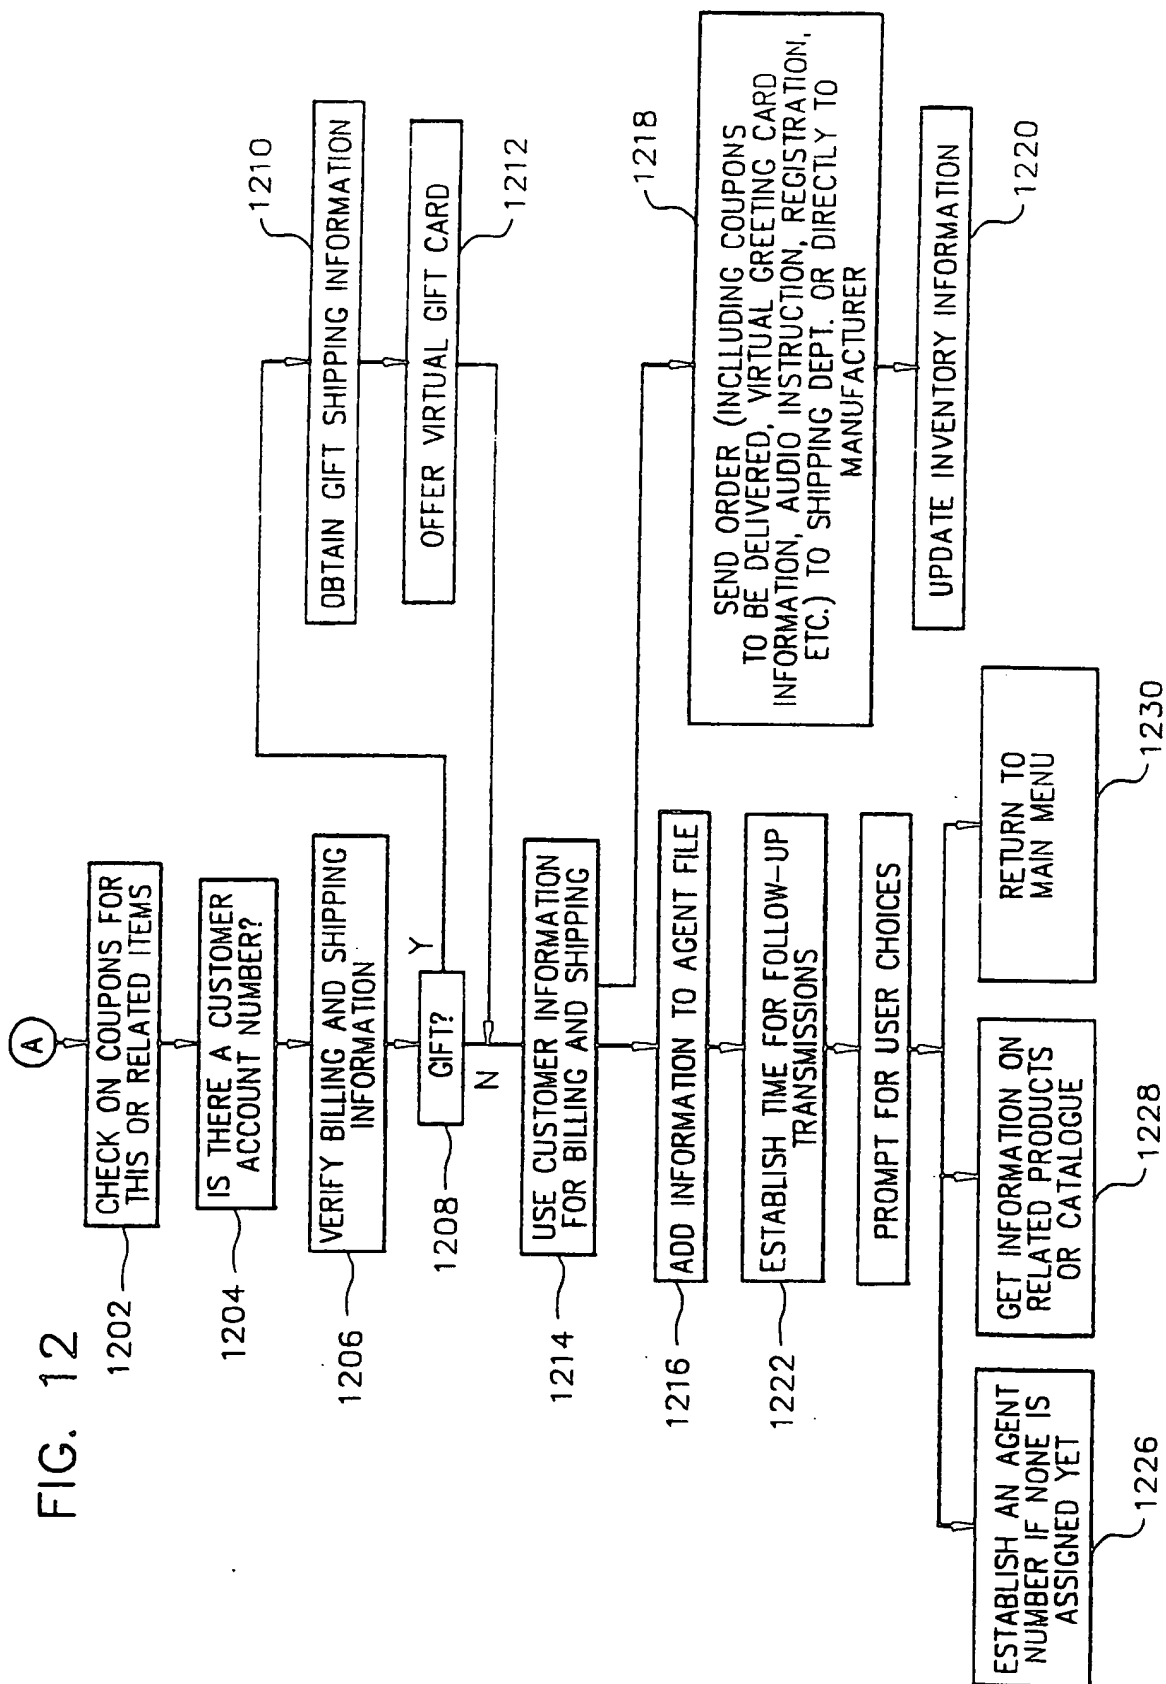 FIG. 12
A
CHECK ON COUPONS FOR
THIS OR RELATED ITEMS
1202
IS THERE A CUSTOMER
ACCOUNT NUMBER?
1204
VERIFY BILLING AND SHIPPING
INFORMATION
1206
GIFT?
1208
Y
N
OBTAIN GIFT SHIPPING INFORMATION
1210
OFFER VIRTUAL GIFT CARD
1212
USE CUSTOMER INFORMATION
FOR BILLING AND SHIPPING
1214
ADD INFORMATION TO AGENT FILE
1216
SEND ORDER (INCLUDING COUPONS
TO BE DELIVERED, VIRTUAL GREETING CARD
INFORMATION, AUDIO INSTRUCTION, REGISTRATION,
ETC.) TO SHIPPING DEPT. OR DIRECTLY TO
MANUFACTURER
1218
UPDATE INVENTORY INFORMATION
1220
ESTABLISH TIME FOR FOLLOW-UP
TRANSMISSIONS
1222
PROMPT FOR USER CHOICES
ESTABLISH AN AGENT
NUMBER IF NONE IS
ASSIGNED YET
1226
GET INFORMATION ON
RELATED PRODUCTS
OR CATALOGUE
1228
RETURN TO
MAIN MENU
1230